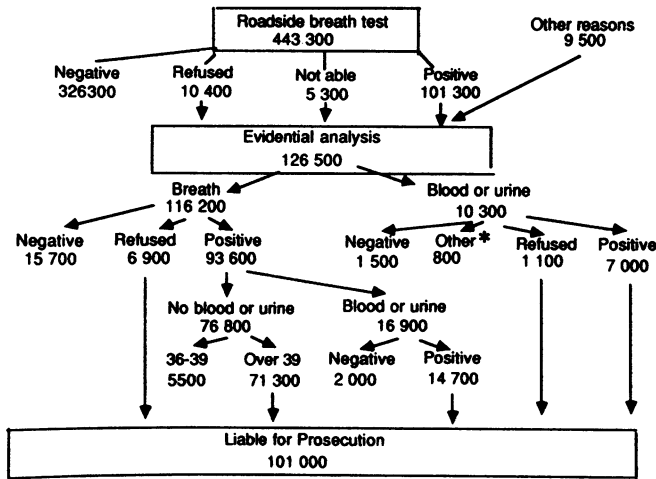 Roadside breath test
443 300
Other reasons
9 500
Negative
326300
Refused
10 400
Not able
5 300
Positive
101 300
Evidential analysis
126 500
Breath
116 200
Blood or urine
10 300
Negative
15 700
Refused
6 900
Positive
93 600
Negative
1 500
Other *
800
Refused
1 100
Positive
7 000
No blood or urine
76 800
Blood or urine
16 900
36-39
5500
Over 39
71 300
Negative
2 000
Positive
14 700
Liable for Prosecution
101 000